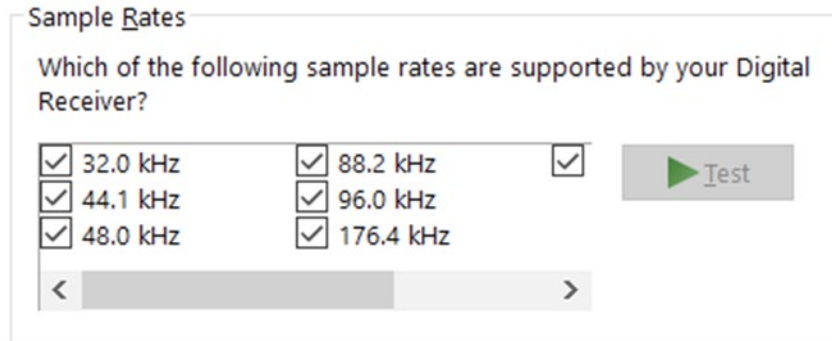 Sample Rates
Which of the following sample rates are supported by your Digital
Receiver?
32.0 kHz 88.2 kHz
44.1 kHz 96.0 kHz
48.0 kHz 176.4 kHz
Test